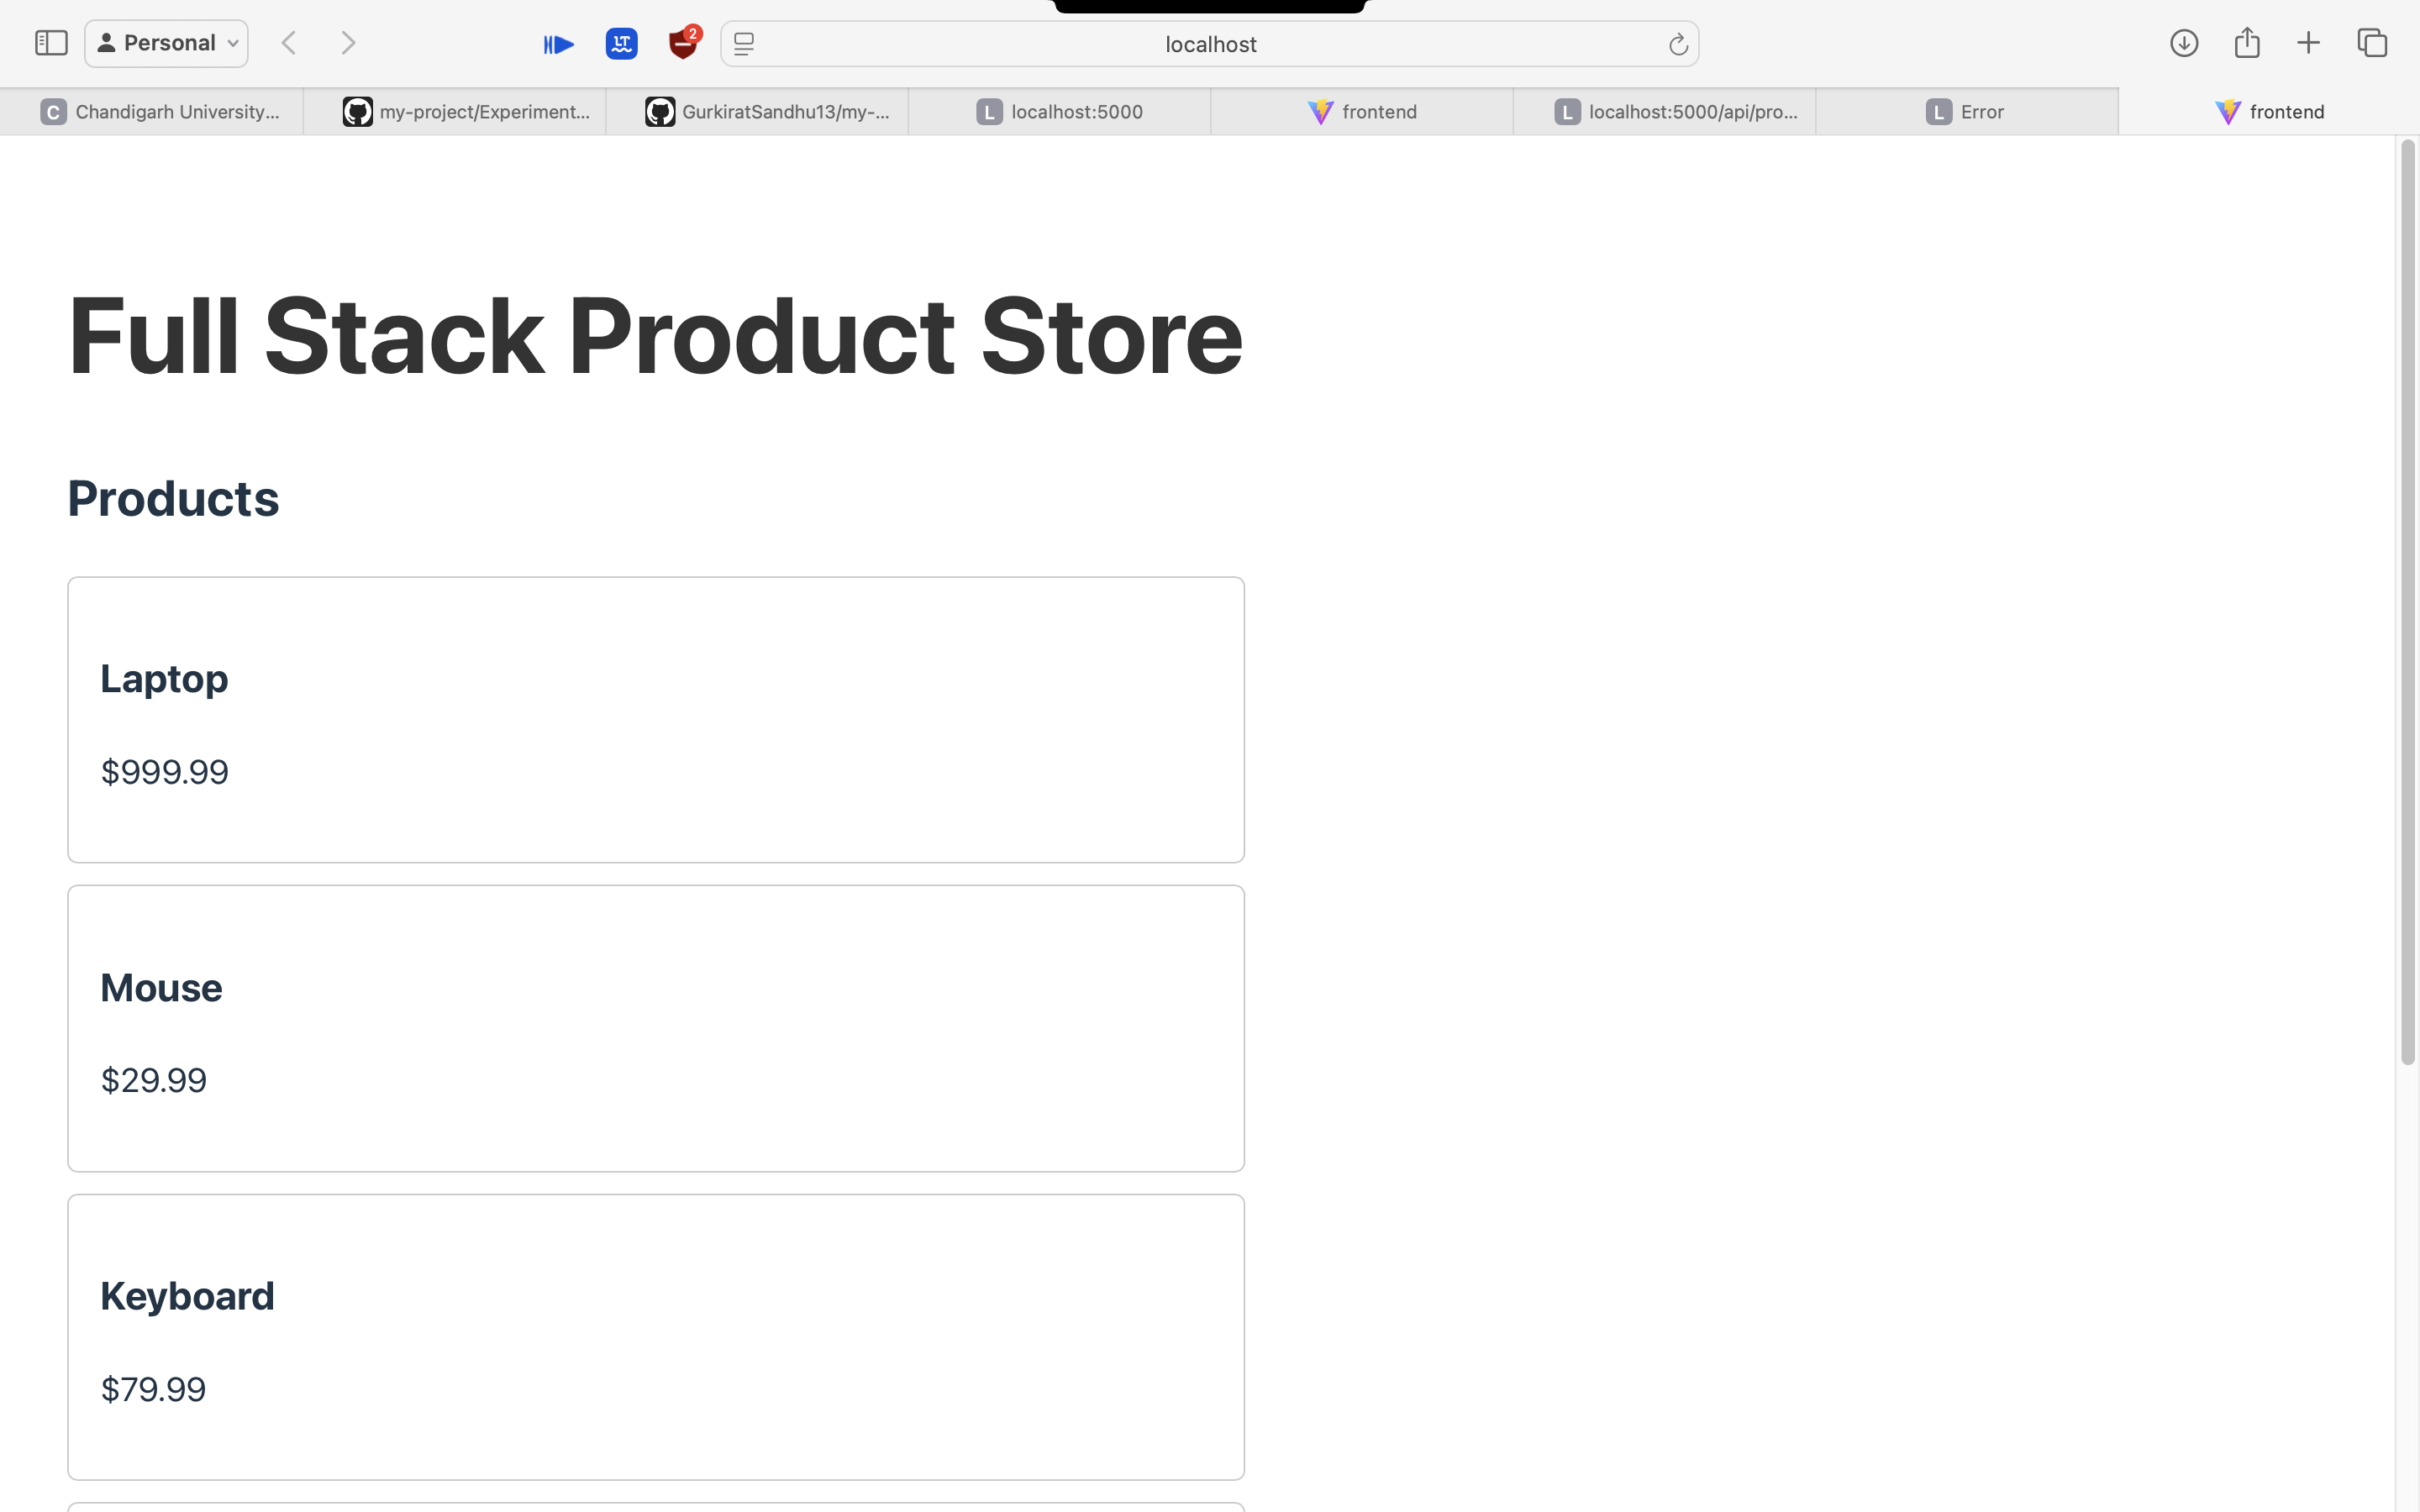 Personal
2
localhost
C Chandigarh University...
my-project/Experiment...
GurkiratSandhu13/my-...
L localhost:5000
frontend
L localhost:5000/api/pro...
L Error
frontend
Full Stack Product Store
Products
Laptop
$999.99
Mouse
$29.99
Keyboard
$79.99